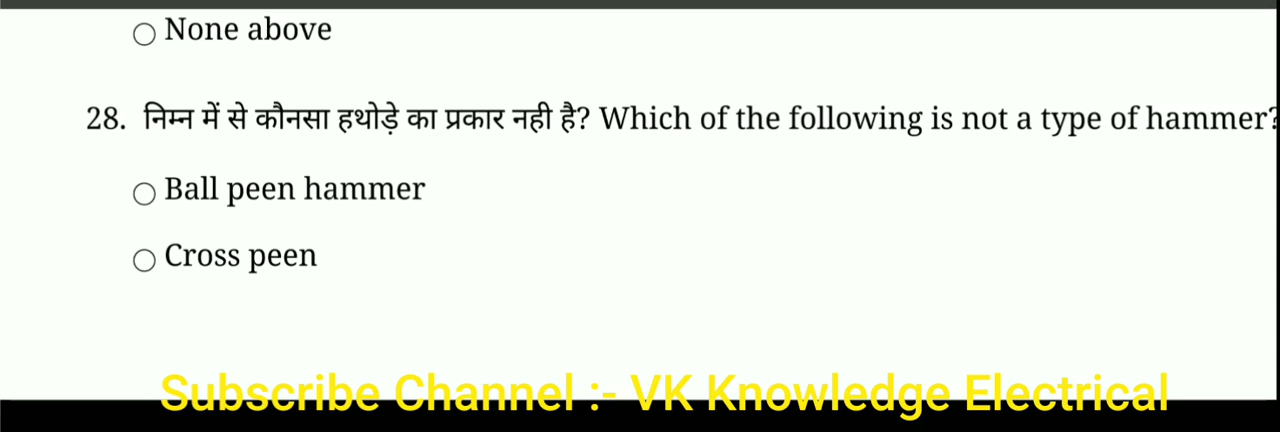 None above
28. निम्न में से कौनसा हथोड़े का प्रकार नही है? Which of the following is not a type of hammer?
Ball peen hammer
Cross peen
Subscribe Channel :- VK Knowledge Electrical